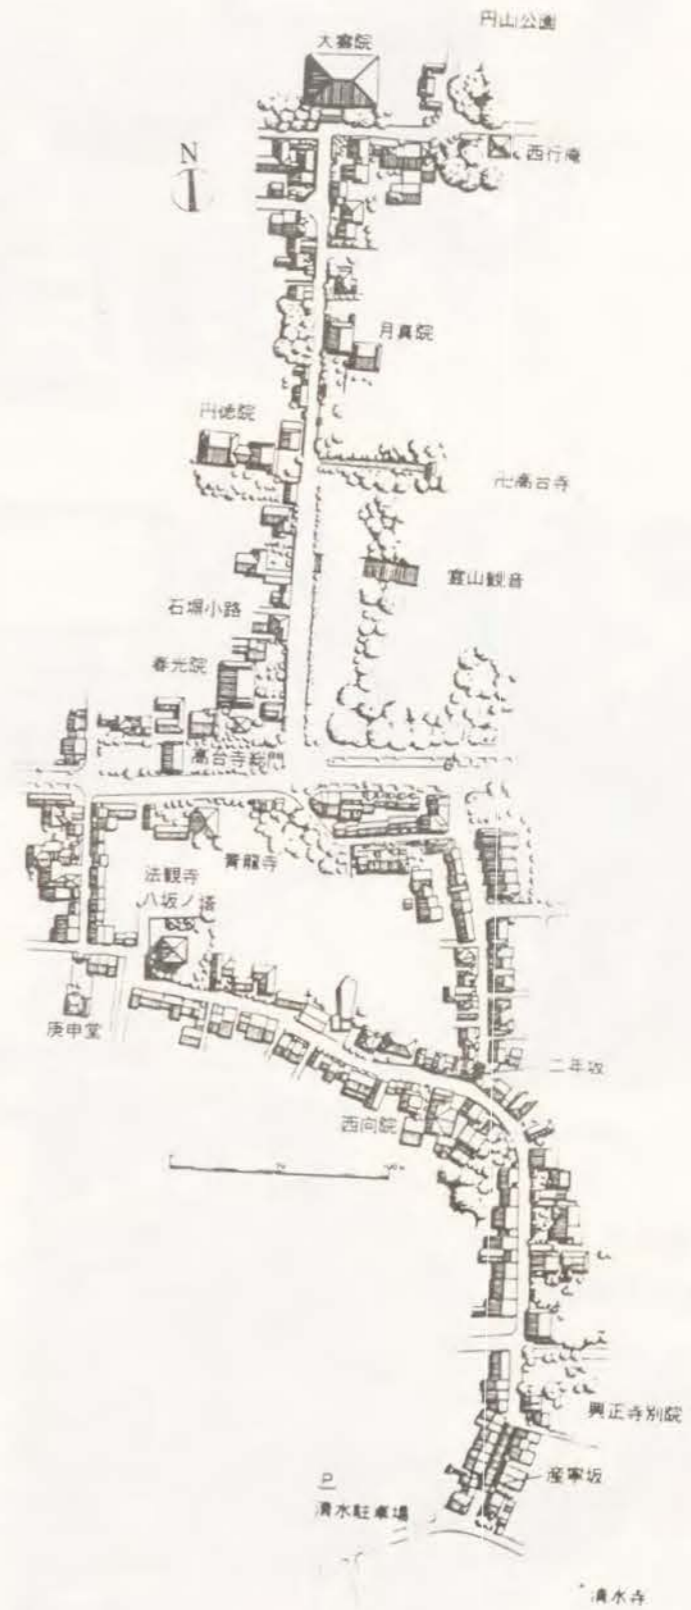 円山公園
大雲院
N
西行庵
月真院
円徳院
卍高台寺
霊山観音
石塀小路
春光院
高台寺総門
青龍寺
法観寺
八坂ノ塔
庚申堂
二年坂
西向院
興正寺別院
産寧坂
P
清水駐車場
清水寺